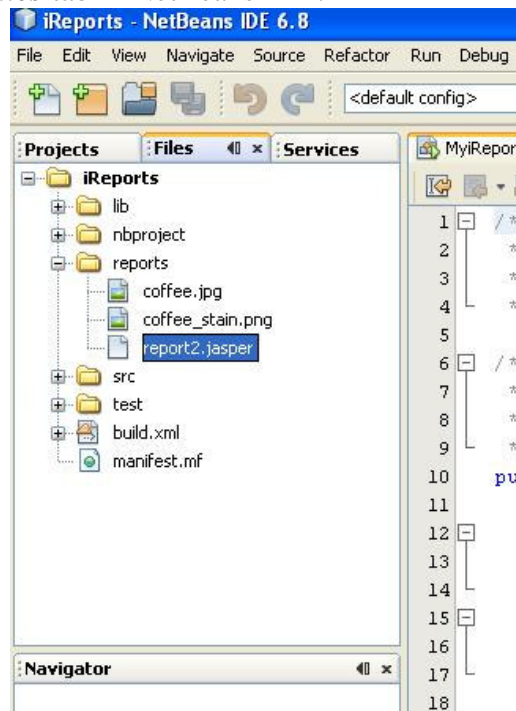 iReports - NetBeans IDE 6.8
File Edit View Navigate Source Refactor Run Debug
<default config>
Projects Files Services
iReports
lib
nbproject
reports
coffee.jpg
coffee_stain.png
report2.jasper
src
test
build.xml
manifest.mf
Navigator
MyiRepor
1 /*
2 *
3 *
4 *
5
6 /*
7 *
8 *
9 *
10 pu
11
12
13
14
15
16
17
18